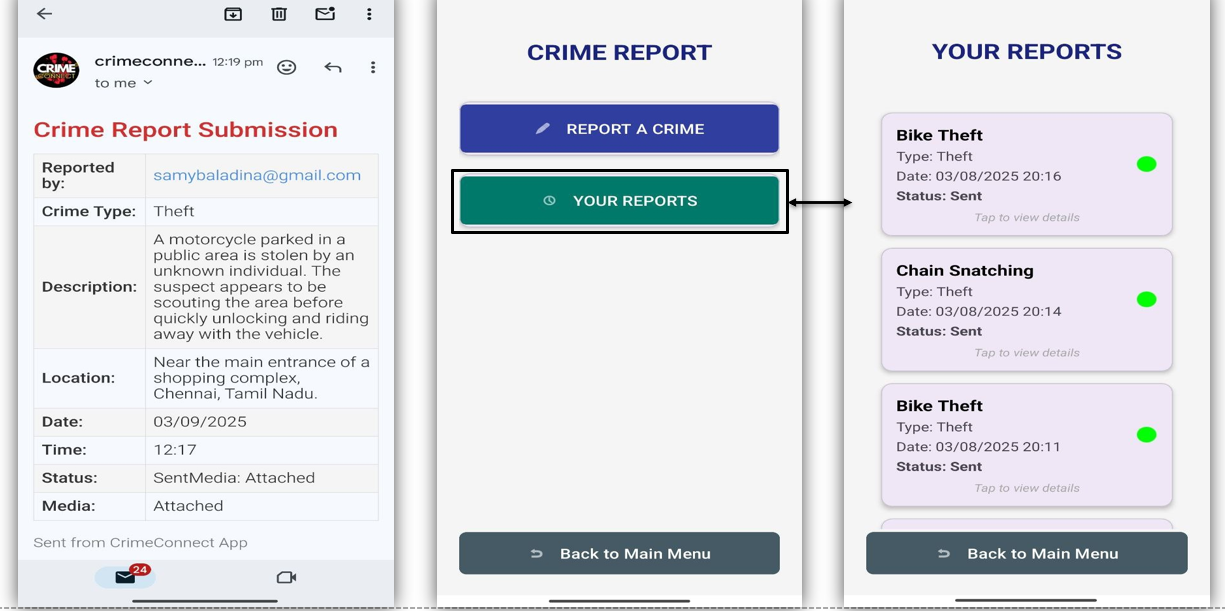 crimeconne... 12:19 pm
to me
CRIME
CONNECT
Crime Report Submission
Reported by: samybaladina@gmail.com
Crime Type: Theft
Description: A motorcycle parked in a
public area is stolen by an
unknown individual. The
suspect appears to be
scouting the area before
quickly unlocking and riding
away with the vehicle.
Location: Near the main entrance of a
shopping complex,
Chennai, Tamil Nadu.
Date: 03/09/2025
Time: 12:17
Status: SentMedia: Attached
Media: Attached
Sent from CrimeConnect App
24
CRIME REPORT
REPORT A CRIME
YOUR REPORTS
Back to Main Menu
YOUR REPORTS
Bike Theft
Type: Theft
Date: 03/08/2025 20:16
Status: Sent
Tap to view details
Chain Snatching
Type: Theft
Date: 03/08/2025 20:14
Status: Sent
Tap to view details
Bike Theft
Type: Theft
Date: 03/08/2025 20:11
Status: Sent
Tap to view details
Back to Main Menu